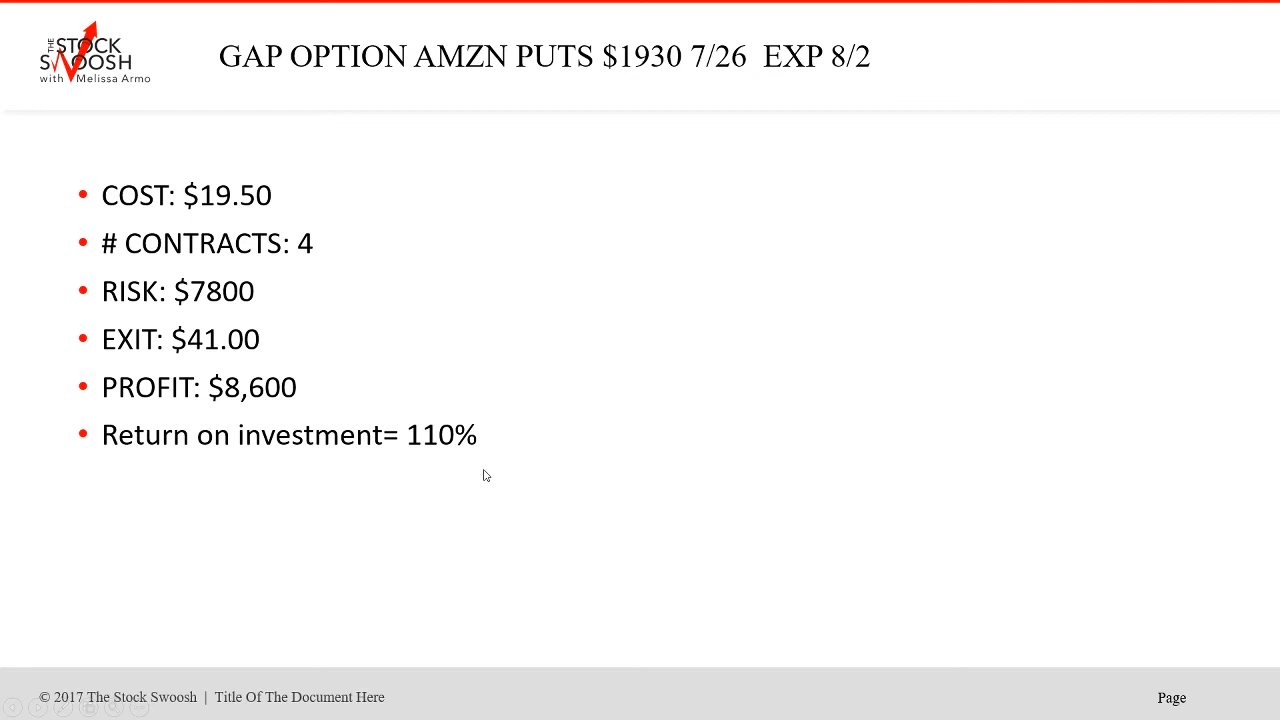 THE
STOCK
SWOOSH
with Melissa Armo
GAP OPTION AMZN PUTS $1930 7/26 EXP 8/2
• COST: $19.50
• # CONTRACTS: 4
• RISK: $7800
• EXIT: $41.00
• PROFIT: $8,600
• Return on investment= 110%
© 2017 The Stock Swoosh | Title Of The Document Here
Page